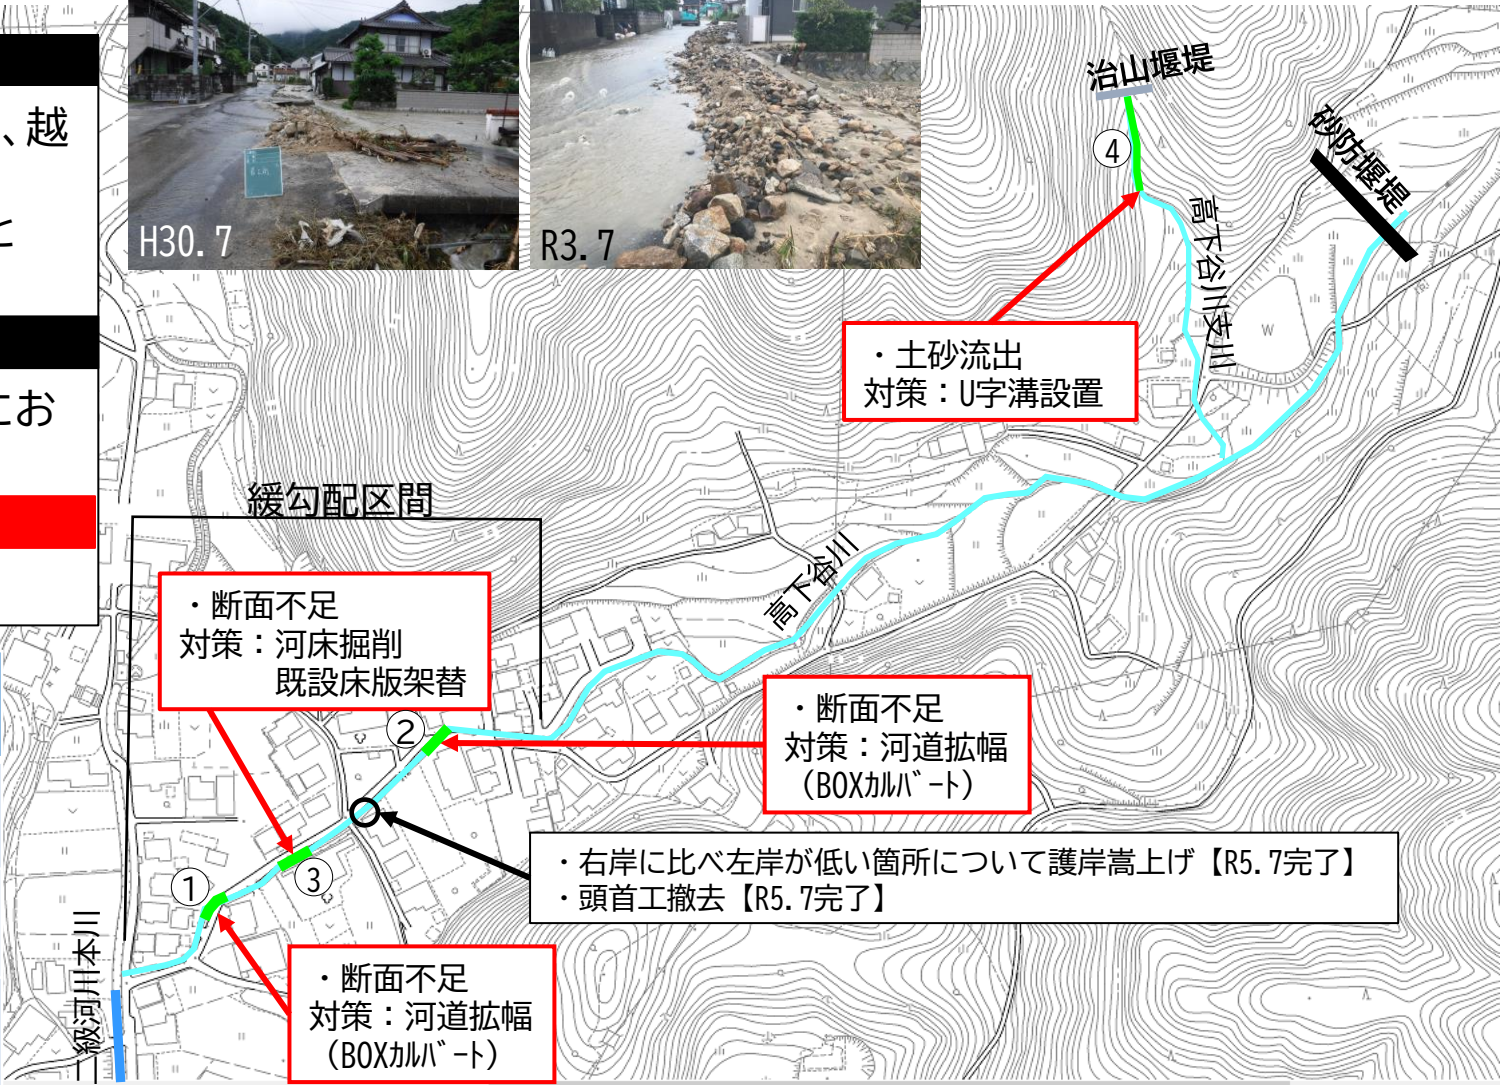 、越
と
にお
H30.7
R3.7
治山堰堤
④
砂防堰堤
高下谷川支川
・土砂流出
対策：U字溝設置
緩勾配区間
・断面不足
対策：河床掘削
既設床版架替
高下谷川
②
・断面不足
対策：河道拡幅
(BOXｶﾙﾊﾞｰﾄ)
・右岸に比べ左岸が低い箇所について護岸嵩上げ【R5.7完了】
・頭首工撤去【R5.7完了】
①
③
・断面不足
対策：河道拡幅
(BOXｶﾙﾊﾞｰﾄ)
二級河川本川